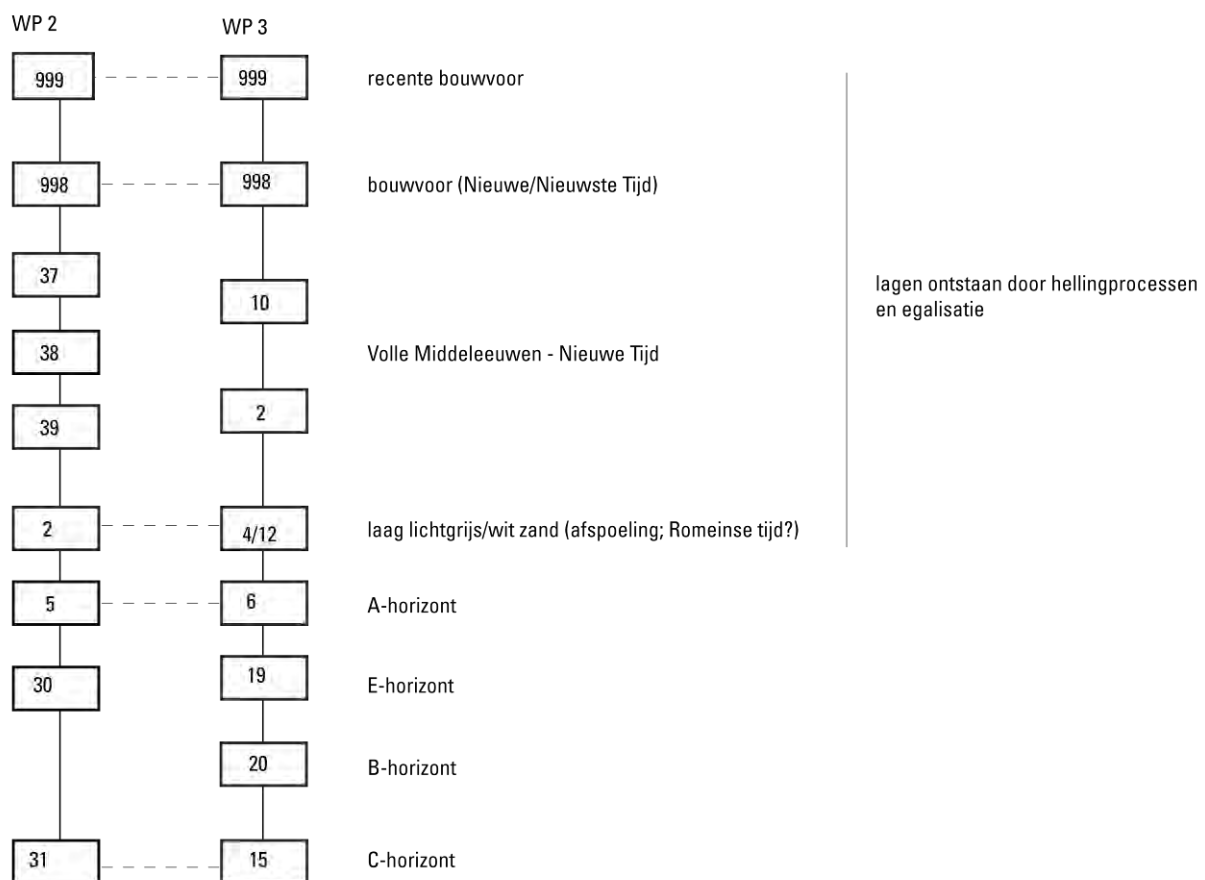 WP 2
WP 3
999
999
recente bouwvoor
998
998
bouwvoor (Nieuwe/Nieuwste Tijd)
37
10
lagen ontstaan door hellingprocessen
en egalisatie
38
Volle Middeleeuwen - Nieuwe Tijd
39
2
2
4/12
laag lichtgrijs/wit zand (afspoeling; Romeinse tijd?)
5
6
A-horizont
30
19
E-horizont
20
B-horizont
31
15
C-horizont